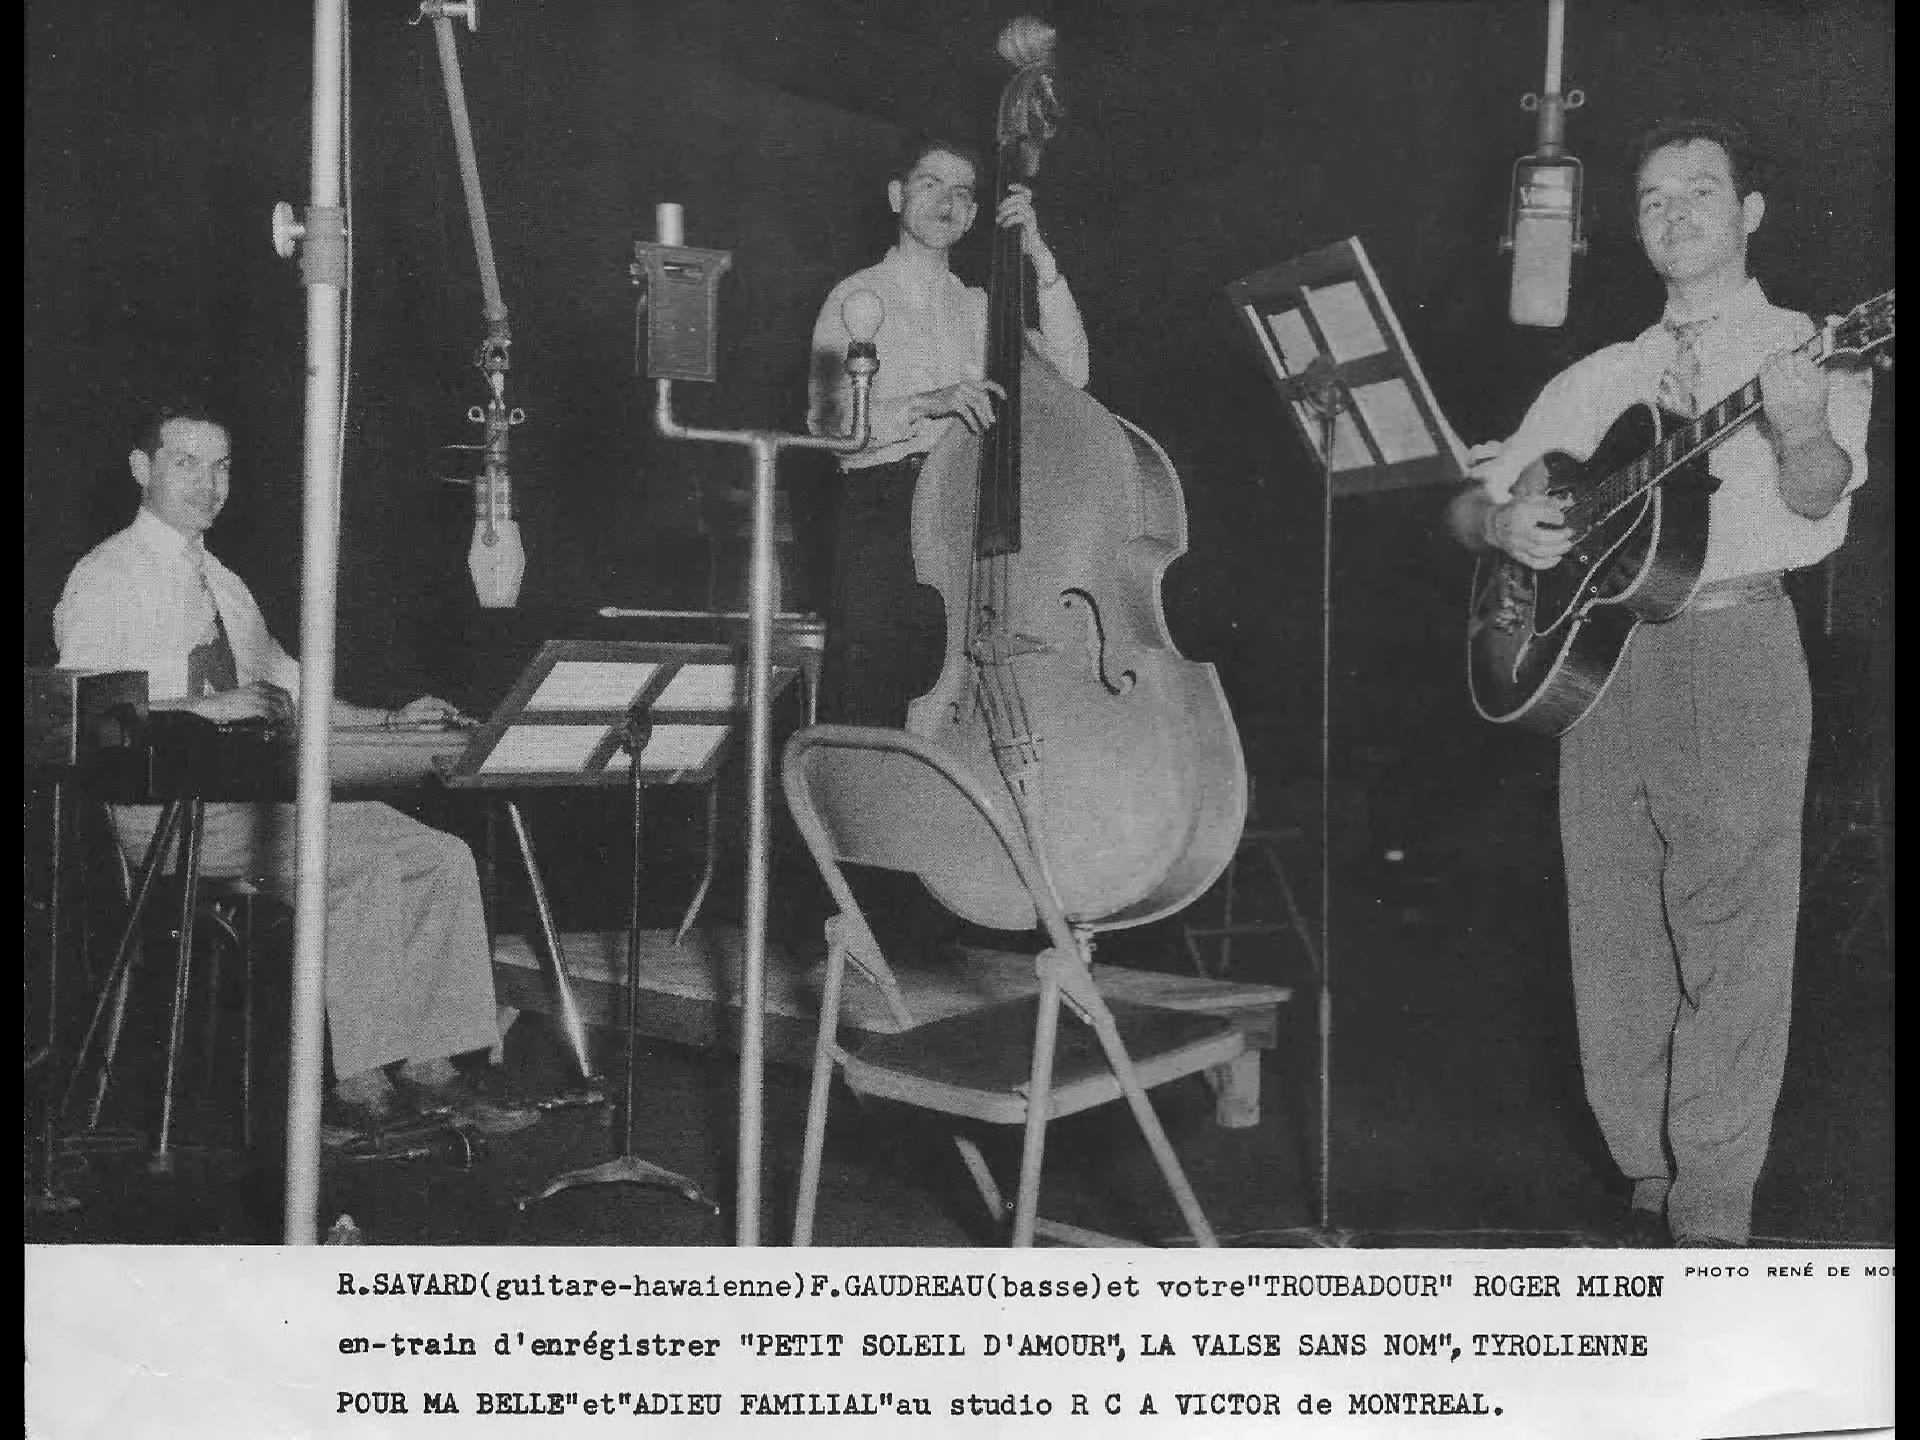 R.SAVARD(guitare-hawaienne)F.GAUDREAU(basse)et votre"TROUBADOUR" ROGER MIRON
PHOTO RENÉ DE
en-train d'enrégistrer "PETIT SOLEIL D'AMOUR", LA VALSE SANS NOM", TYROLIENNE
POUR MA BELLE"et"ADIEU FAMILIAL"au studio R C A VICTOR de MONTREAL.